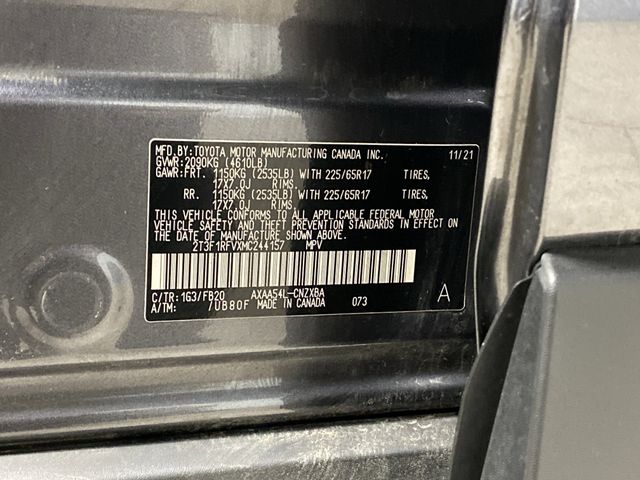 MFD.BY:TOYOTA MOTOR MANUFACTURING CANADA INC. 11/21
GVWR:2090KG (4610LB)
GAWR:FRT. 1150KG (2535LB) WITH 225/65R17 TIRES,
17X7.0J RIMS.
RR. 1150KG (2535LB) WITH 225/65R17 TIRES,
17X7.0J RIMS.
THIS VEHICLE CONFORMS TO ALL APPLICABLE FEDERAL MOTOR
VEHICLE SAFETY AND THEFT PREVENTION STANDARDS IN EFFECT ON
THE DATE OF MANUFACTURE SHOWN ABOVE.
2T3F1RFVXMC244157 MPV
C/TR:1G3/FB20 AXAA54L-CNZXBA A
A/TM: /UB80F MADE IN CANADA 073